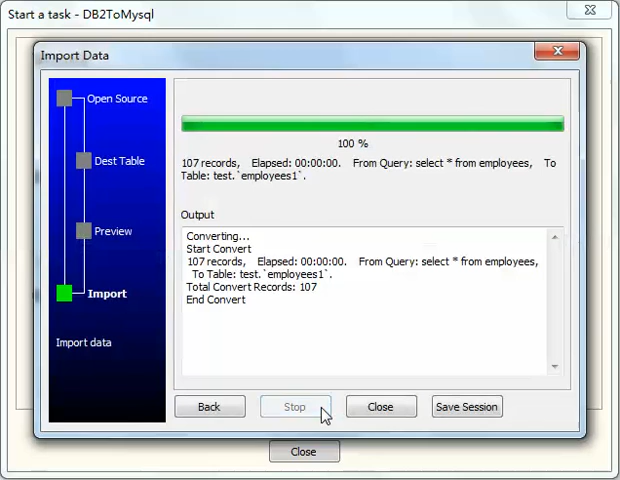 Start a task - DB2ToMysql
Import Data
Open Source
Dest Table
Preview
Import
Import data
100 %
107 records,   Elapsed: 00:00:00.    From Query: select * from employees,    To
Table: test.`employees1`.
Output
Converting...
Start Convert
107 records,   Elapsed: 00:00:00.    From Query: select * from employees,
To Table: test.`employees1`.
Total Convert Records: 107
End Convert
Back
Stop
Close
Save Session
Close